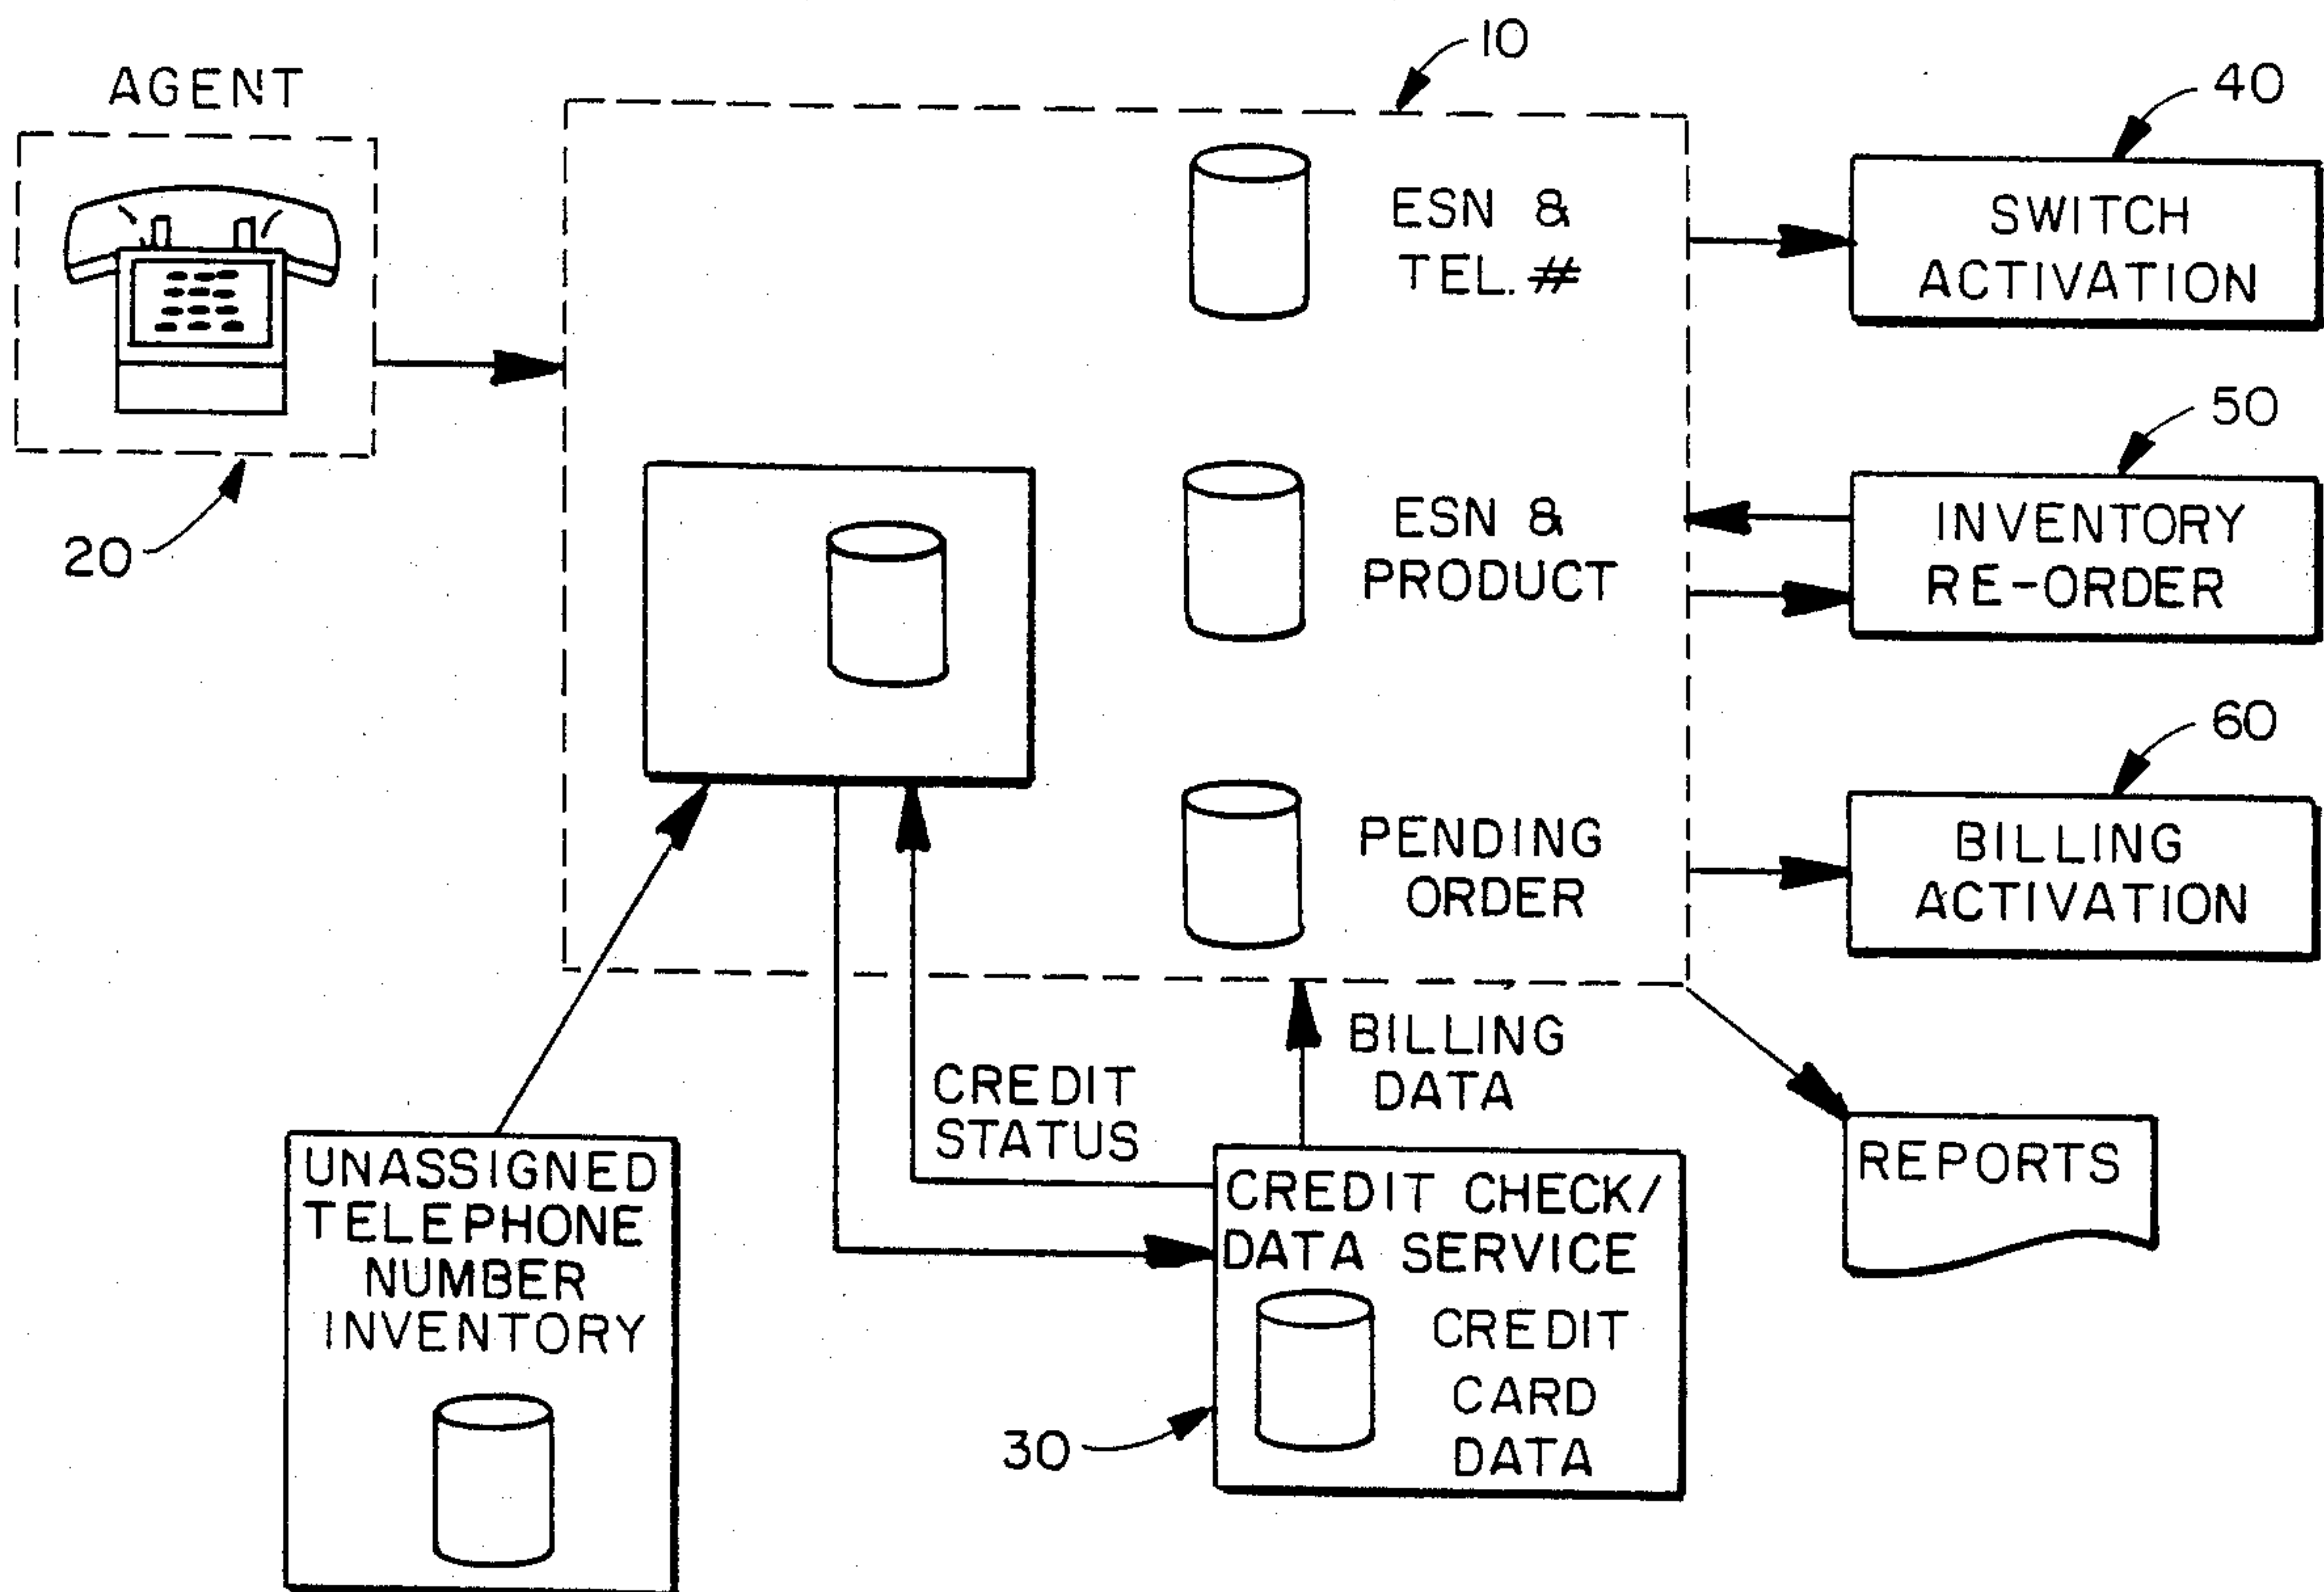 10
AGENT
40
ESN &
TEL. #
SWITCH
ACTIVATION
50
20
ESN &
PRODUCT
INVENTORY
RE-ORDER
60
PENDING
ORDER
BILLING
ACTIVATION
BILLING
DATA
CREDIT
STATUS
UNASSIGNED
TELEPHONE
NUMBER
INVENTORY
CREDIT CHECK/
DATA SERVICE
CREDIT
CARD
DATA
30
REPORTS